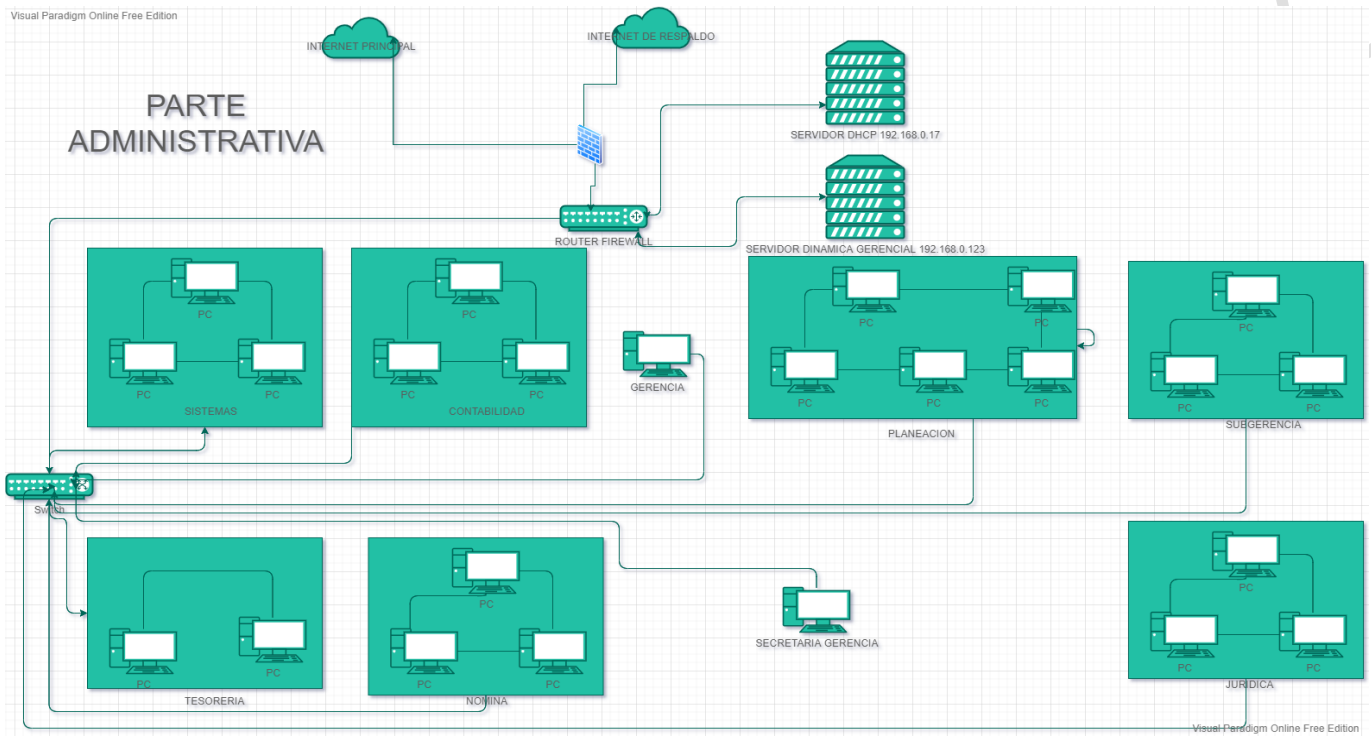 Visual Paradigm Online Free Edition
INTERNET PRINCIPAL
INTERNET DE RESPALDO
PARTE
ADMINISTRATIVA
SERVIDOR DHCP 192.168.0.17
ROUTER FIREWALL
SERVIDOR DINAMICA GERENCIAL 192.168.0.123
PC
PC
PC
SISTEMAS
PC
PC
PC
CONTABILIDAD
GERENCIA
PC
PC
PC
PC
PC
PLANEACION
PC
PC
PC
SUBGERENCIA
Switch
PC
PC
TESORERIA
PC
PC
PC
NOMINA
SECRETARIA GERENCIA
PC
PC
PC
JURIDICA
Visual Paradigm Online Free Edition